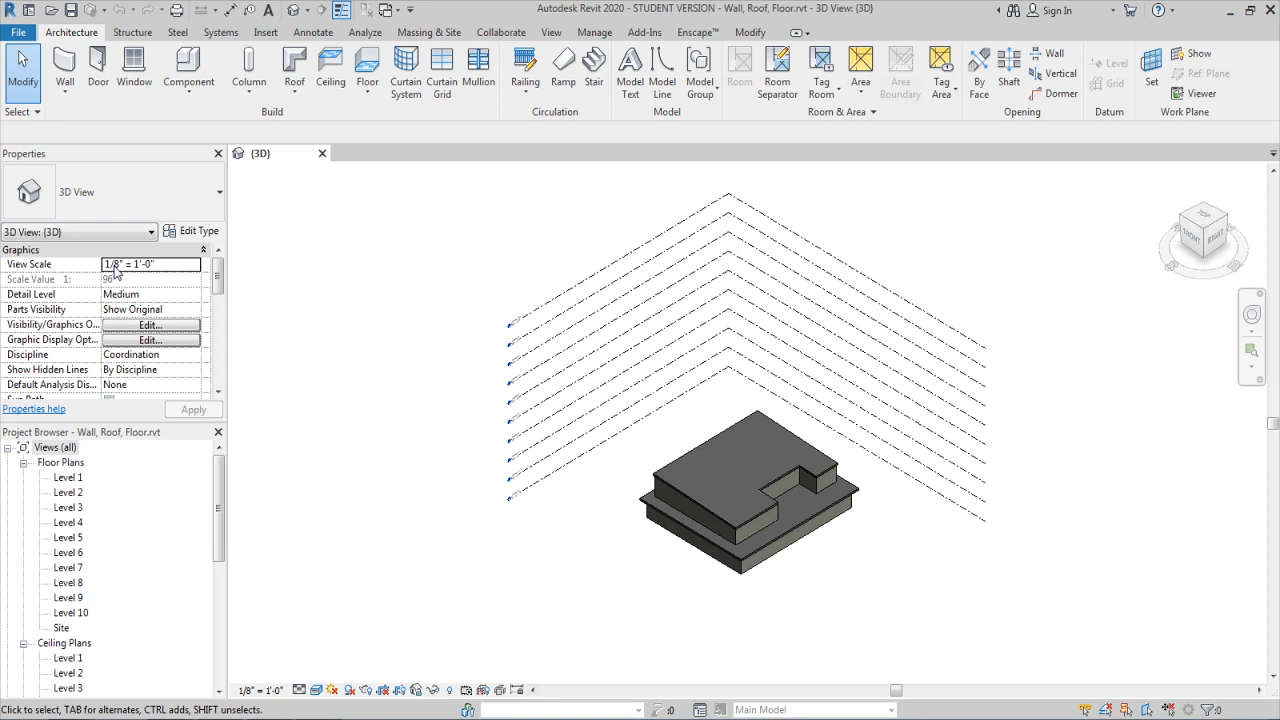 Autodesk Revit 2020 - STUDENT VERSION - Wall, Roof, Floor.rvt - 3D View: {3D}
Sign In
File Architecture Structure Steel Systems Insert Annotate Analyze Massing & Site Collaborate View Manage Add-Ins Enscape™ Modify
Modify Wall Door Window Component Column Roof Ceiling Floor Curtain System Curtain Grid Mullion Railing Ramp Stair Model Text Model Line Model Group Room Room Separator Tag Room Area Area Boundary Tag Area By Face Shaft Wall Vertical Dormer Level Grid Set Show Ref Plane Viewer
Select Build Circulation Model Room & Area Opening Datum Work Plane
Properties
{3D}
3D View
3D View: {3D}
Edit Type
Graphics
View Scale 1/8" = 1'-0"
Scale Value 1: 96
Detail Level Medium
Parts Visibility Show Original
Visibility/Graphics O... Edit...
Graphic Display Opt... Edit...
Discipline Coordination
Show Hidden Lines By Discipline
Default Analysis Dis... None
Sun Path
Properties help Apply
Project Browser - Wall, Roof, Floor.rvt
Views (all)
Floor Plans
Level 1
Level 2
Level 3
Level 4
Level 5
Level 6
Level 7
Level 8
Level 9
Level 10
Site
Ceiling Plans
Level 1
Level 2
Level 3
TOP
FRONT
RIGHT
1/8" = 1'-0"
Click to select, TAB for alternates, CTRL adds, SHIFT unselects.
:0
Main Model
:0